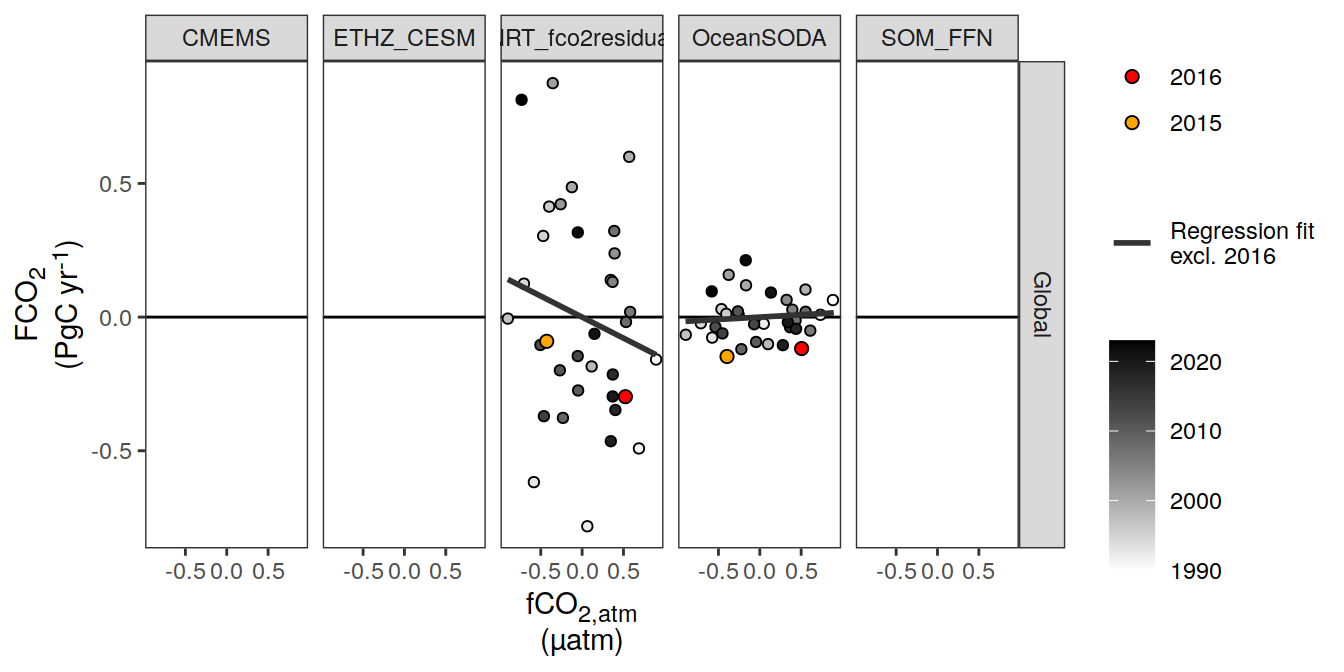 CMEMS ETHZ_CESM NRT_fco2residual OceanSODA SOM_FFN
2016
2015
0.5
0.0
-0.5
FCO2
(PgC yr-1)
Global
Regression fit
excl. 2016
2020
2010
2000
1990
-0.5 0.0 0.5 -0.5 0.0 0.5 -0.5 0.0 0.5 -0.5 0.0 0.5 -0.5 0.0 0.5
fCO2,atm
(µatm)